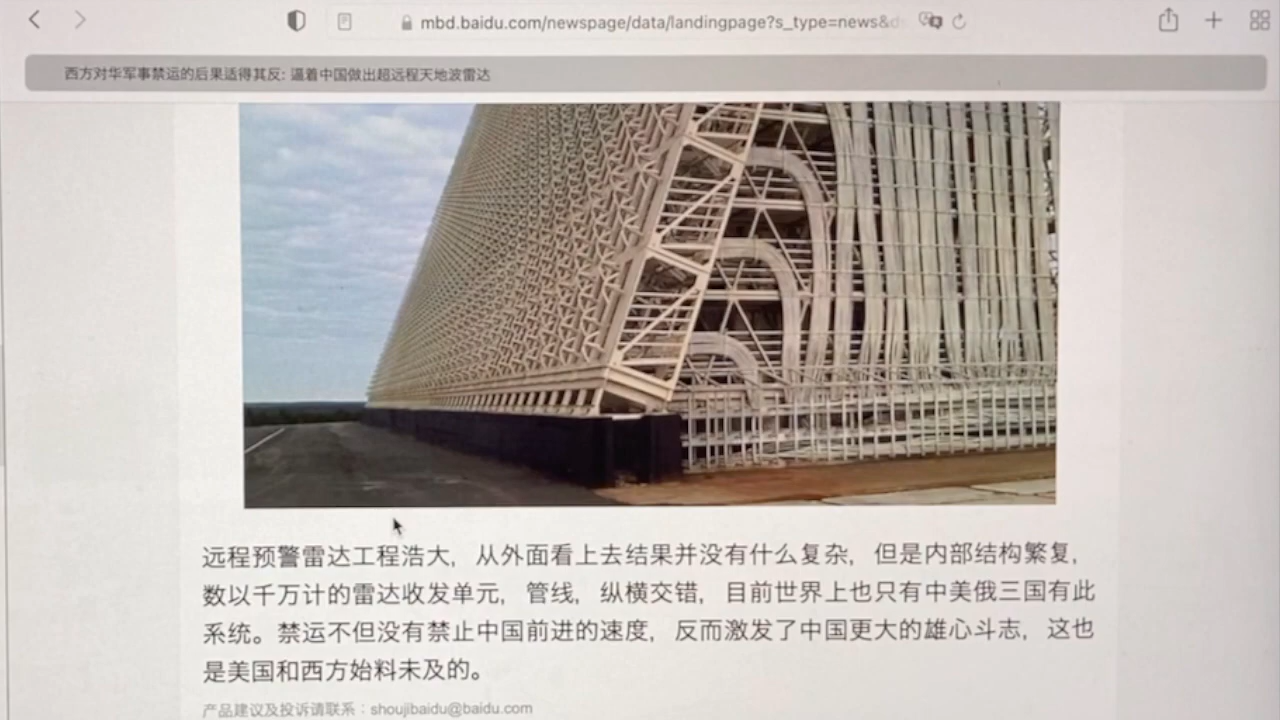 mbd.baidu.com/newspage/data/landingpage?s_type=news&d
西方对华军事禁运的后果适得其反: 逼着中国做出超远程天地波雷达
远程预警雷达工程浩大，从外面看上去结果并没有什么复杂，但是内部结构繁复，
数以千万计的雷达收发单元，管线，纵横交错，目前世界上也只有中美俄三国有此
系统。禁运不但没有禁止中国前进的速度，反而激发了中国更大的雄心斗志，这也
是美国和西方始料未及的。
产品建议及投诉请联系：shoujibaidu@baidu.com